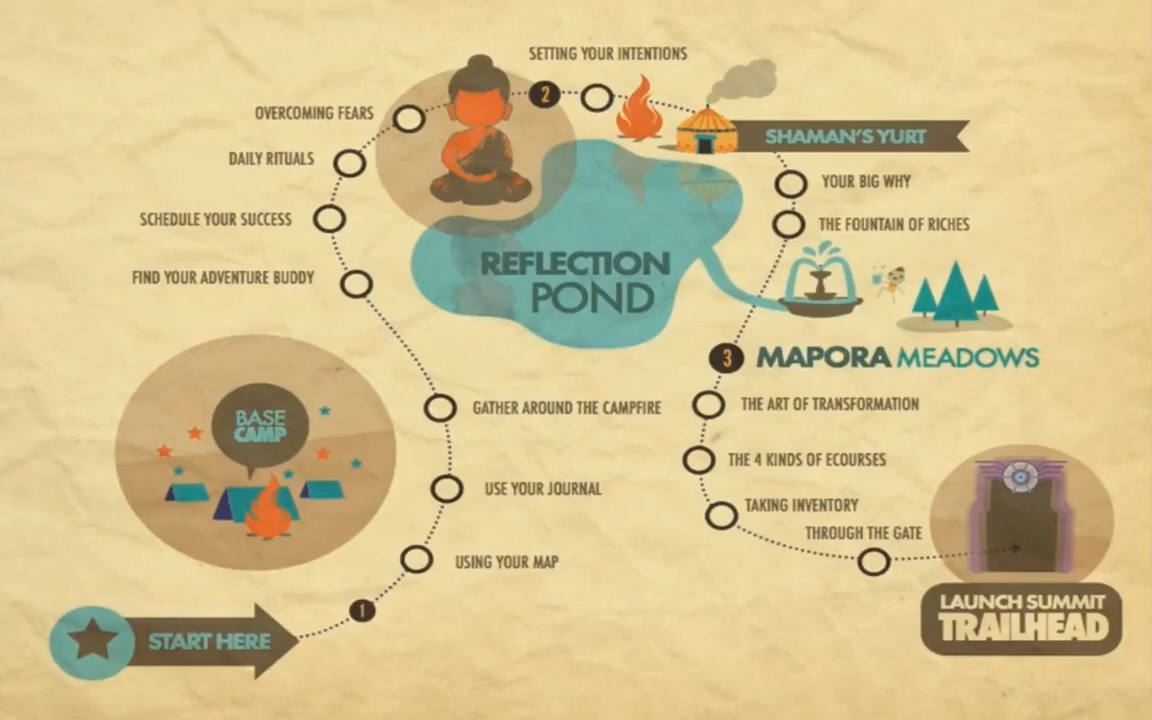 SETTING YOUR INTENTIONS
2
OVERCOMING FEARS
SHAMAN'S YURT
DAILY RITUALS
YOUR BIG WHY
SCHEDULE YOUR SUCCESS
THE FOUNTAIN OF RICHES
REFLECTION
POND
FIND YOUR ADVENTURE BUDDY
3
MAPORA MEADOWS
GATHER AROUND THE CAMPFIRE
THE ART OF TRANSFORMATION
BASE
CAMP
THE 4 KINDS OF ECOURSES
USE YOUR JOURNAL
TAKING INVENTORY
THROUGH THE GATE
USING YOUR MAP
1
START HERE
LAUNCH SUMMIT
TRAILHEAD